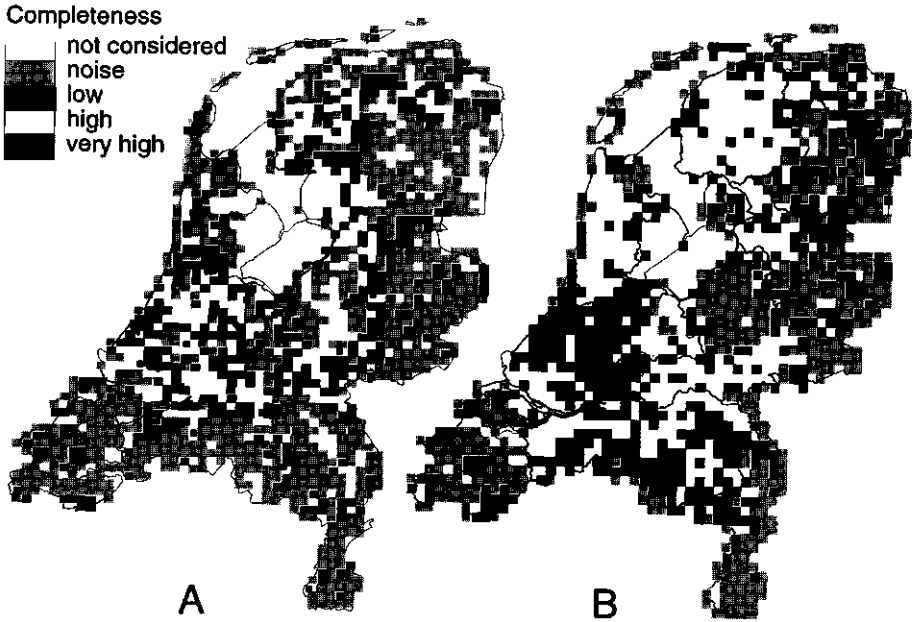 Completeness
not considered
noise
low
high
very high
A
B